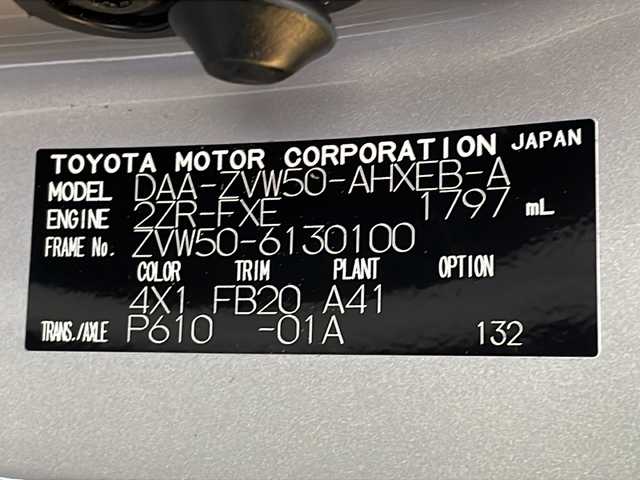 TOYOTA MOTOR CORPORATION JAPAN
MODEL DAA-ZVW50-AHXEB-A
ENGINE 2ZR-FXE 1797 mL
FRAME No. ZVW50-6130100
COLOR TRIM PLANT OPTION
4X1 FB20 A41
TRANS./AXLE P610 -01A 132